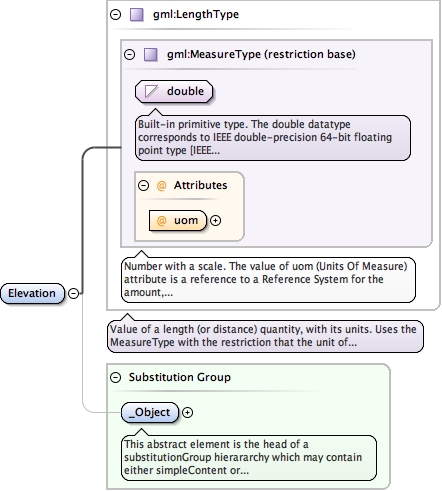 gml:LengthType
gml:MeasureType (restriction base)
double
Built-in primitive type. The double datatype
corresponds to IEEE double-precision 64-bit floating
point type [IEEE...
@ Attributes
uom
Number with a scale. The value of uom (Units Of Measure)
attribute is a reference to a Reference System for the
amount,...
Elevation
Value of a length (or distance) quantity, with its units. Uses the
MeasureType with the restriction that the unit of...
Substitution Group
_Object
This abstract element is the head of a
substitutionGroup hierararchy which may contain
either simpleContent or...